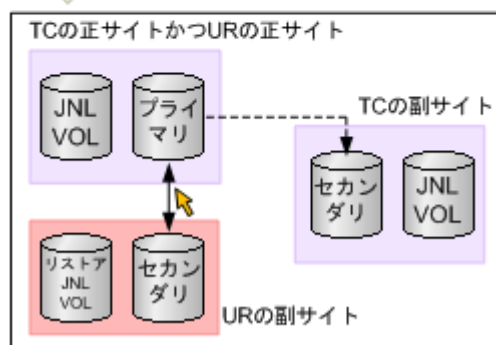 TCの正サイトかつURの正サイト
JNL
VOL
プライ
マリ
TCの副サイト
セカン
ダリ
JNL
VOL
リストア
JNL
VOL
セカン
ダリ
URの副サイト